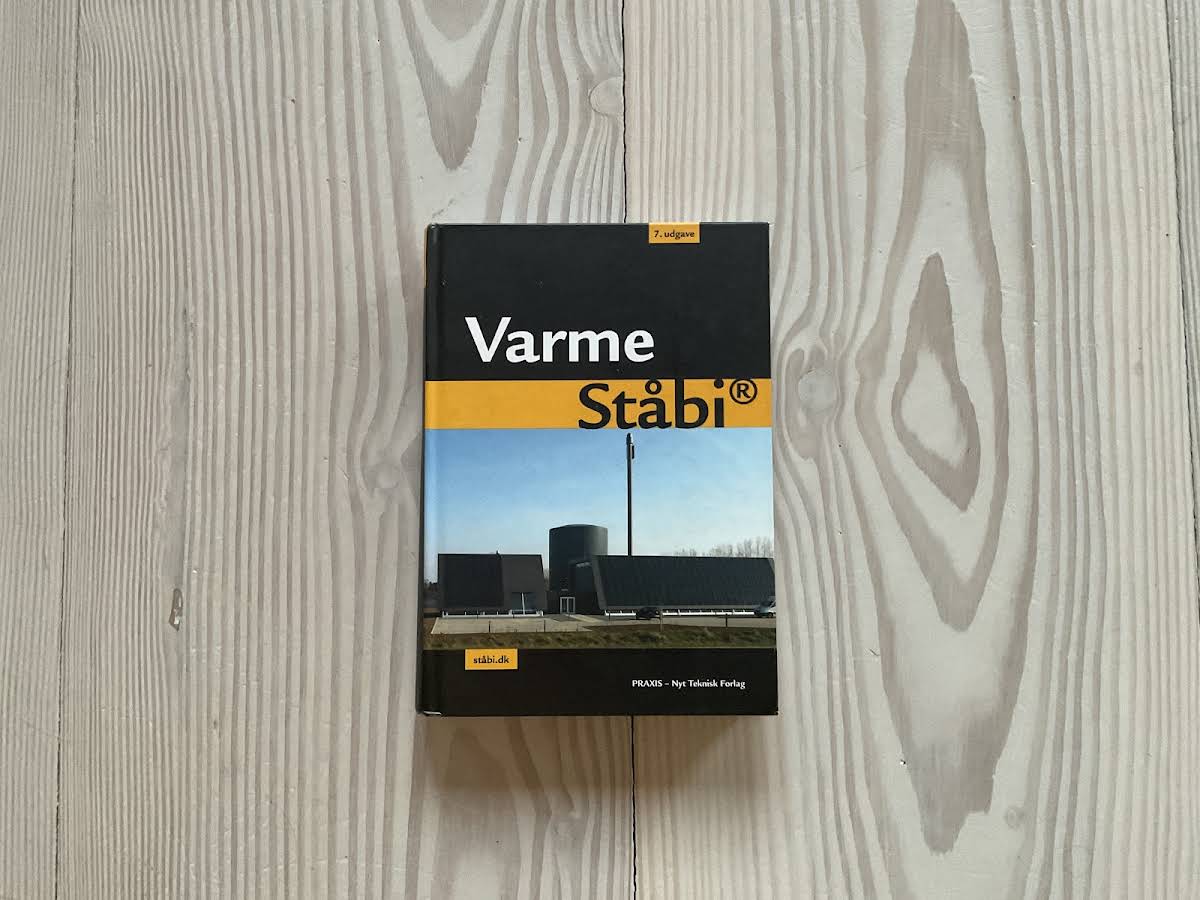 7. udgave
Varme
Ståbi®
ståbi.dk
PRAXIS – Nyt Teknisk Forlag